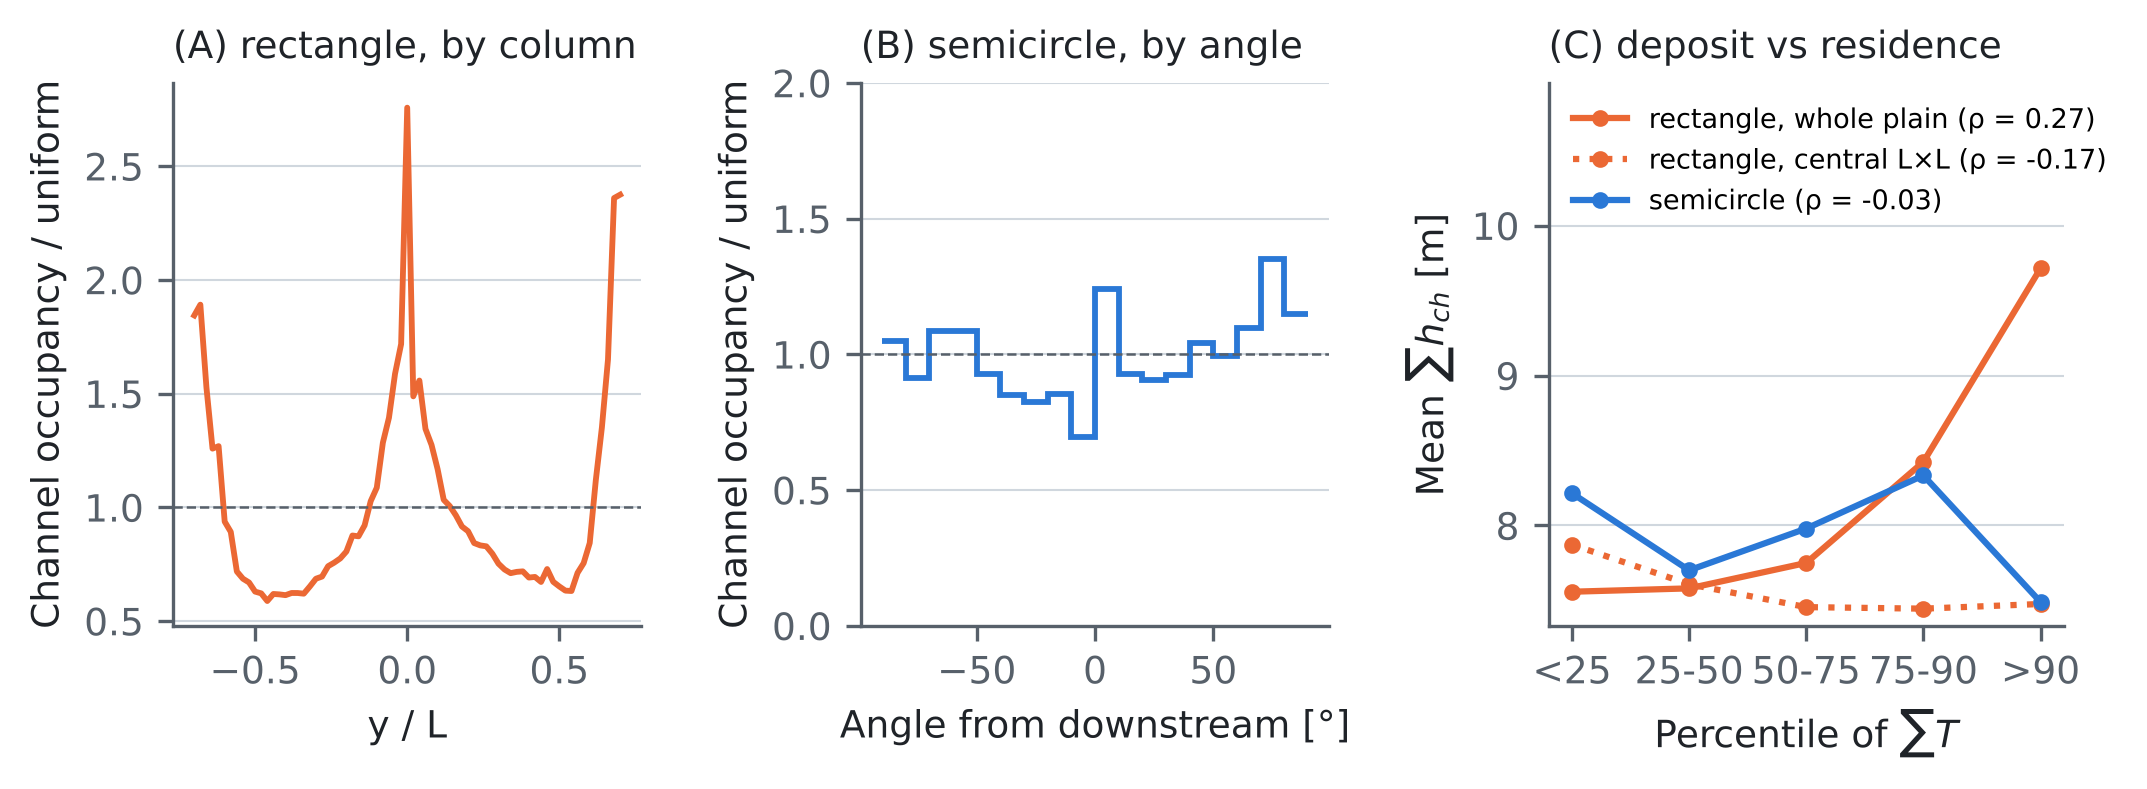 (A) rectangle, by column
Channel occupancy / uniform
2.5
2.0
1.5
1.0
0.5
−0.5
0.0
0.5
y / L
(B) semicircle, by angle
Channel occupancy / uniform
2.0
1.5
1.0
0.5
0.0
−50
0
50
Angle from downstream [°]
(C) deposit vs residence
rectangle, whole plain (ρ = 0.27)
rectangle, central L×L (ρ = -0.17)
semicircle (ρ = -0.03)
Mean ∑h_ch [m]
10
9
8
<25
25-50
50-75
75-90
>90
Percentile of ∑T